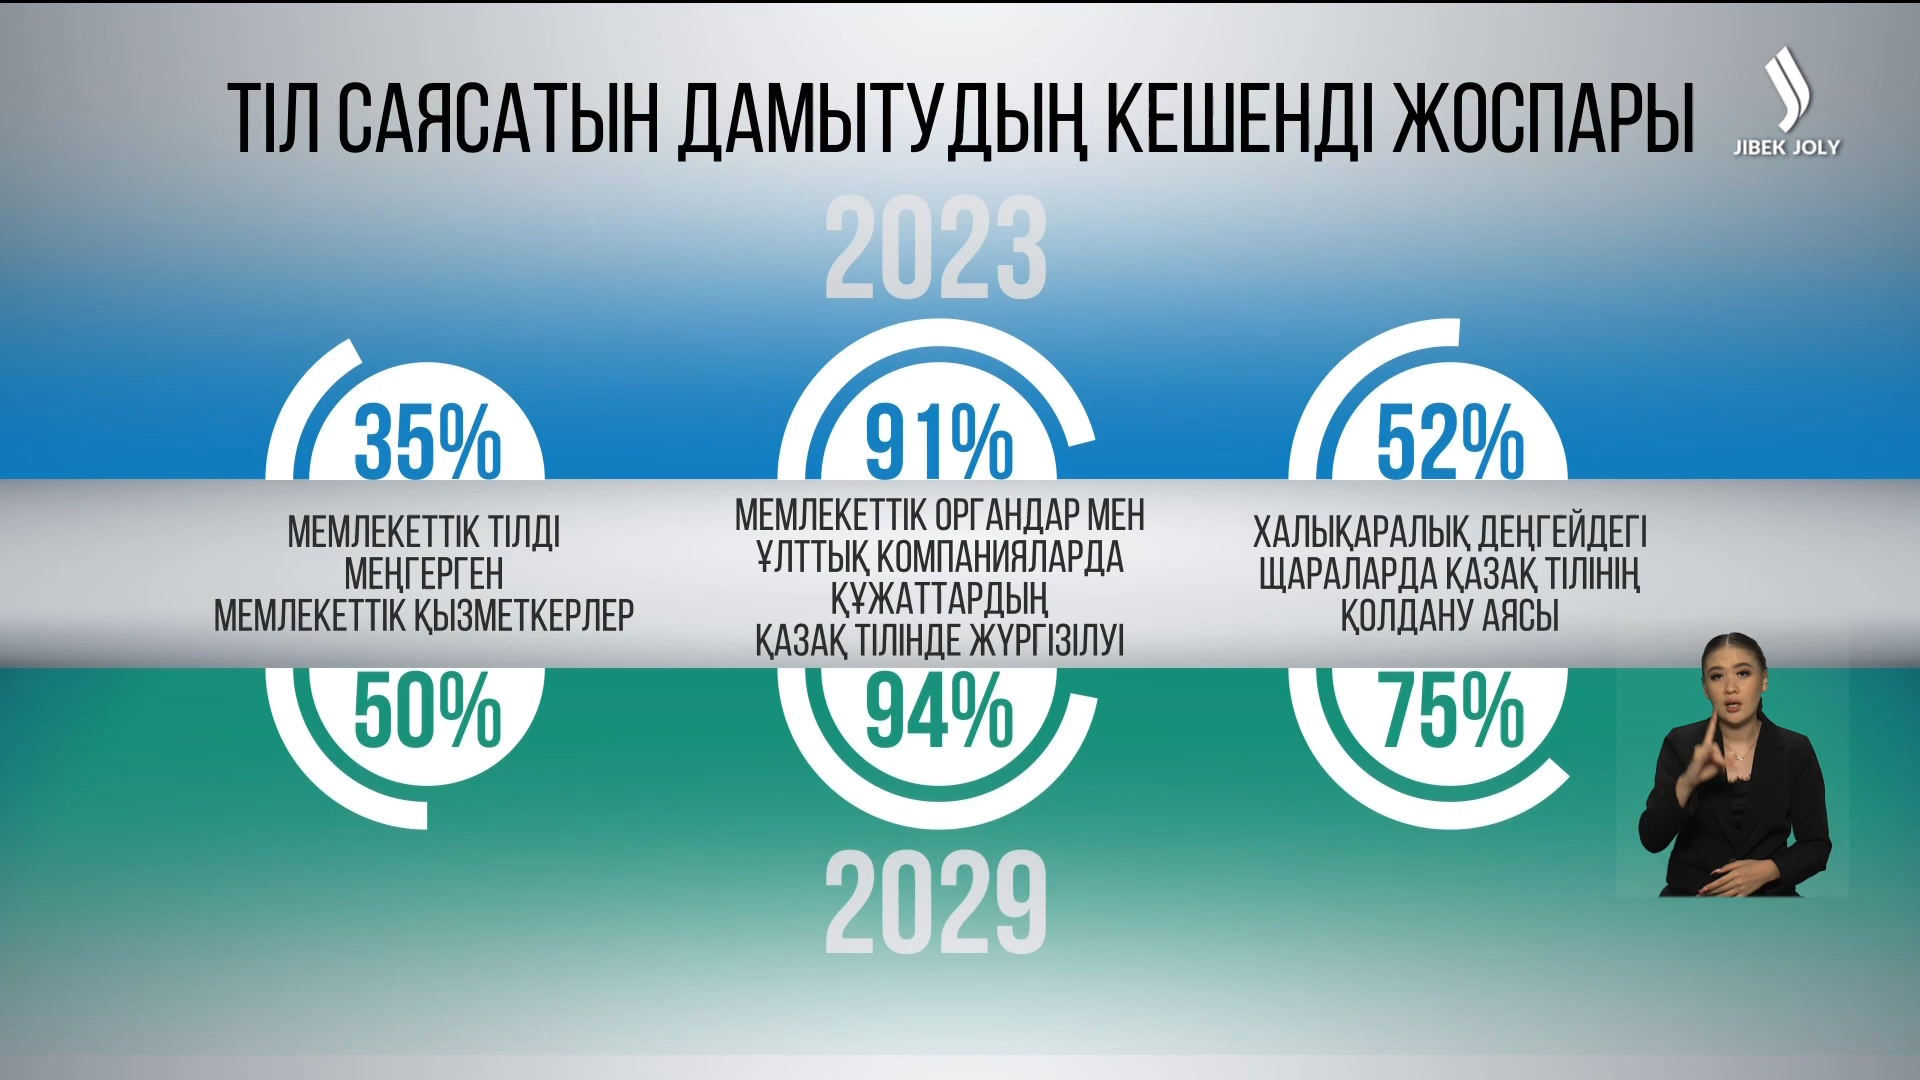 ТІЛ САЯСАТЫН ДАМЫТУДЫҢ КЕШЕНДІ ЖОСПАРЫ
JIBEK JOLY
2023
35%
91%
52%
МЕМЛЕКЕТТІК ТІЛДІ
МЕҢГЕРГЕН
МЕМЛЕКЕТТІК ҚЫЗМЕТКЕРЛЕР
МЕМЛЕКЕТТІК ОРГАНДАР МЕН
ҰЛТТЫҚ КОМПАНИЯЛАРДА
ҚҰЖАТТАРДЫҢ
ҚАЗАҚ ТІЛІНДЕ ЖҮРГІЗІЛУІ
ХАЛЫҚАРАЛЫҚ ДЕҢГЕЙДЕГІ
ЩАРАЛАРДА ҚАЗАҚ ТІЛІНІҢ
ҚОЛДАНУ АЯСЫ
50%
94%
75%
2029